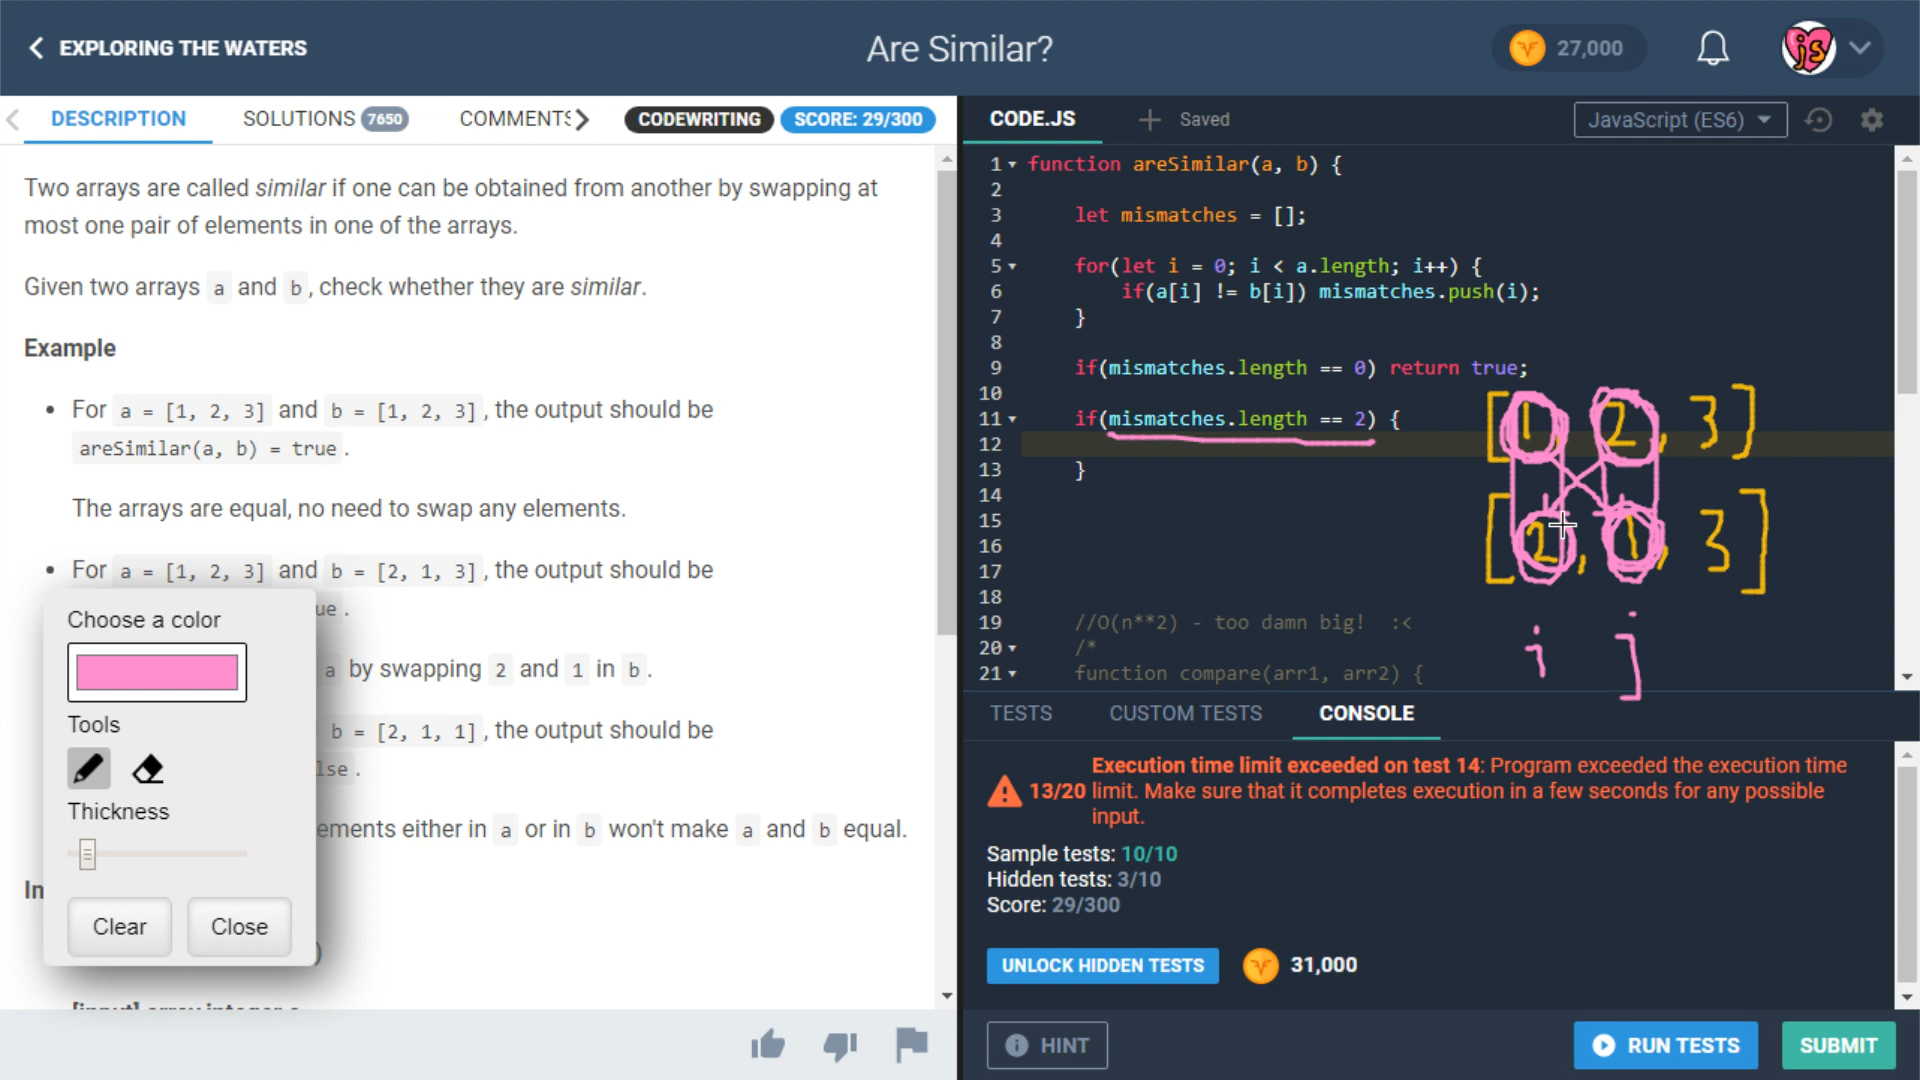 EXPLORING THE WATERS
Are Similar?
27,000
js
DESCRIPTION
SOLUTIONS 7650
COMMENTS
CODEWRITING
SCORE: 29/300
Two arrays are called similar if one can be obtained from another by swapping at
most one pair of elements in one of the arrays.
Given two arrays a and b, check whether they are similar.
Example
• For a = [1, 2, 3] and b = [1, 2, 3], the output should be
areSimilar(a, b) = true.
The arrays are equal, no need to swap any elements.
• For a = [1, 2, 3] and b = [2, 1, 3], the output should be
ue.
a by swapping 2 and 1 in b.
b = [2, 1, 1], the output should be
lse.
ements either in a or in b won't make a and b equal.
In
)
[input] array.integer a
Choose a color
Tools
Thickness
Clear
Close
CODE.JS
+ Saved
JavaScript (ES6)
1 function areSimilar(a, b) {
2
3 let mismatches = [];
4
5 for(let i = 0; i < a.length; i++) {
6 if(a[i] != b[i]) mismatches.push(i);
7 }
8
9 if(mismatches.length == 0) return true;
10
11 if(mismatches.length == 2) {
12
13 }
14
15
16
17
18
19 //O(n**2) - too damn big! :<
20 /*
21 function compare(arr1, arr2) {
[1, 2, 3]
[2, 1, 3]
i j
TESTS
CUSTOM TESTS
CONSOLE
13/20
Execution time limit exceeded on test 14: Program exceeded the execution time
limit. Make sure that it completes execution in a few seconds for any possible
input.
Sample tests: 10/10
Hidden tests: 3/10
Score: 29/300
UNLOCK HIDDEN TESTS
31,000
HINT
RUN TESTS
SUBMIT